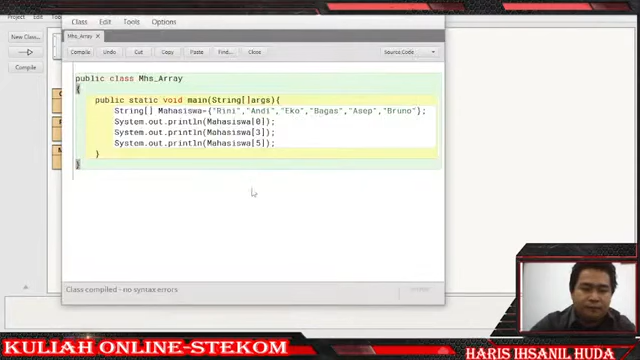 Project Edit
Class Edit Tools Options
Mhs_Array X
New Class...
Compile Undo Cut Copy Paste Find... Close Source Code
Compile
public class Mhs_Array
{
public static void main(String[]args){
String[] Mahasiswa={"Rini","Andi","Eko","Bagas","Asep","Bruno"};
System.out.println(Mahasiswa[0]);
System.out.println(Mahasiswa[3]);
System.out.println(Mahasiswa[5]);
}
}
Class compiled - no syntax errors
KULIAH ONLINE-STEKOM
HARIS IHSANIL HUDA